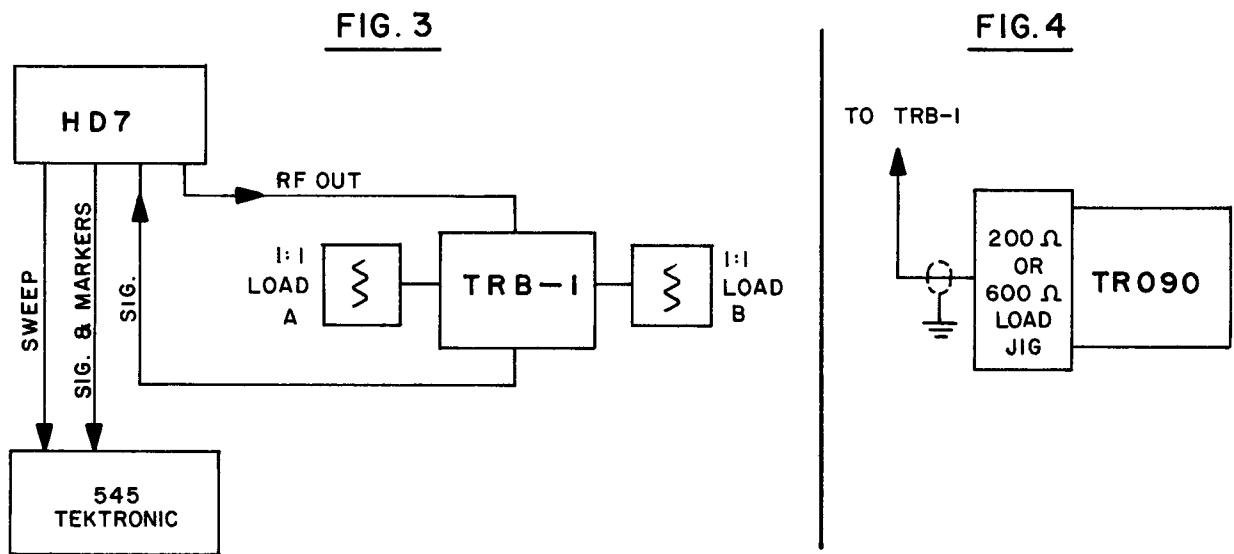 FIG. 3
HD7
RF OUT
SWEEP
SIG. & MARKERS
SIG.
1:1
LOAD
A
TRB-1
1:1
LOAD
B
545
TEKTRONIC
FIG. 4
TO TRB-1
200 Ω
OR
600 Ω
LOAD
JIG
TRO90